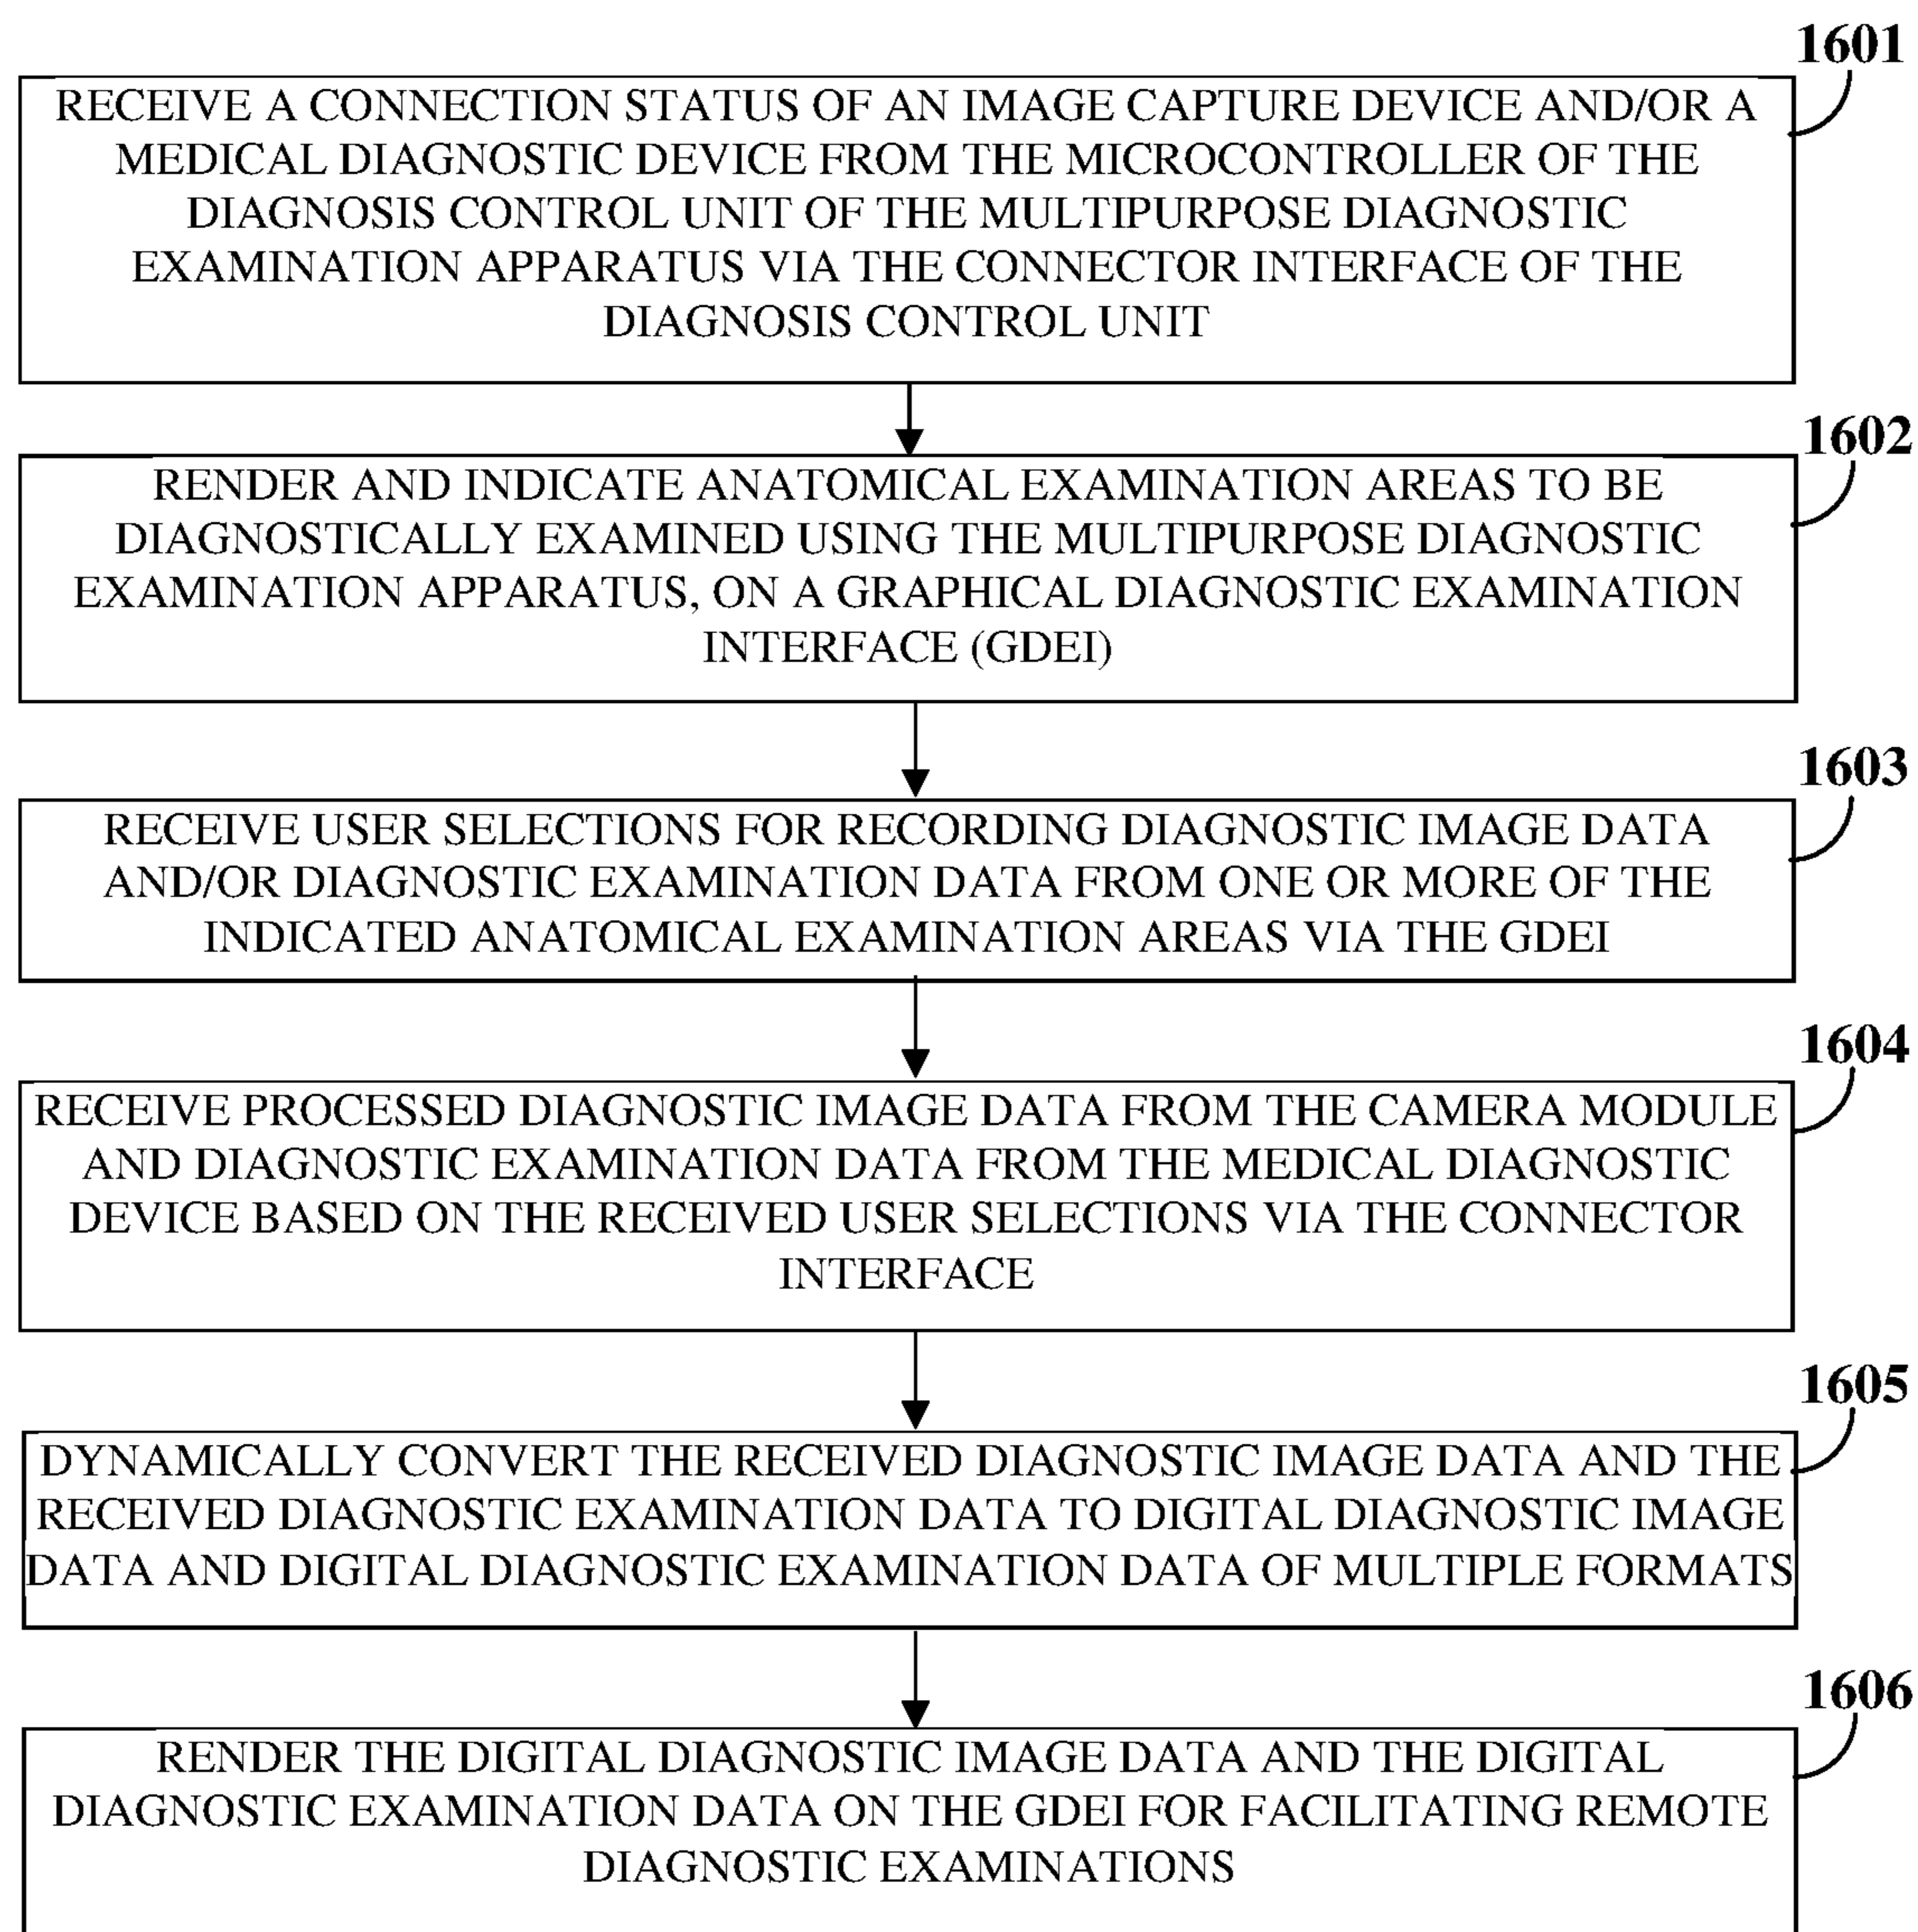 1601
RECEIVE A CONNECTION STATUS OF AN IMAGE CAPTURE DEVICE AND/OR A
MEDICAL DIAGNOSTIC DEVICE FROM THE MICROCONTROLLER OF THE
DIAGNOSIS CONTROL UNIT OF THE MULTIPURPOSE DIAGNOSTIC
EXAMINATION APPARATUS VIA THE CONNECTOR INTERFACE OF THE
DIAGNOSIS CONTROL UNIT
1602
RENDER AND INDICATE ANATOMICAL EXAMINATION AREAS TO BE
DIAGNOSTICALLY EXAMINED USING THE MULTIPURPOSE DIAGNOSTIC
EXAMINATION APPARATUS, ON A GRAPHICAL DIAGNOSTIC EXAMINATION
INTERFACE (GDEI)
1603
RECEIVE USER SELECTIONS FOR RECORDING DIAGNOSTIC IMAGE DATA
AND/OR DIAGNOSTIC EXAMINATION DATA FROM ONE OR MORE OF THE
INDICATED ANATOMICAL EXAMINATION AREAS VIA THE GDEI
1604
RECEIVE PROCESSED DIAGNOSTIC IMAGE DATA FROM THE CAMERA MODULE
AND DIAGNOSTIC EXAMINATION DATA FROM THE MEDICAL DIAGNOSTIC
DEVICE BASED ON THE RECEIVED USER SELECTIONS VIA THE CONNECTOR
INTERFACE
1605
DYNAMICALLY CONVERT THE RECEIVED DIAGNOSTIC IMAGE DATA AND THE
RECEIVED DIAGNOSTIC EXAMINATION DATA TO DIGITAL DIAGNOSTIC IMAGE
DATA AND DIGITAL DIAGNOSTIC EXAMINATION DATA OF MULTIPLE FORMATS
1606
RENDER THE DIGITAL DIAGNOSTIC IMAGE DATA AND THE DIGITAL
DIAGNOSTIC EXAMINATION DATA ON THE GDEI FOR FACILITATING REMOTE
DIAGNOSTIC EXAMINATIONS